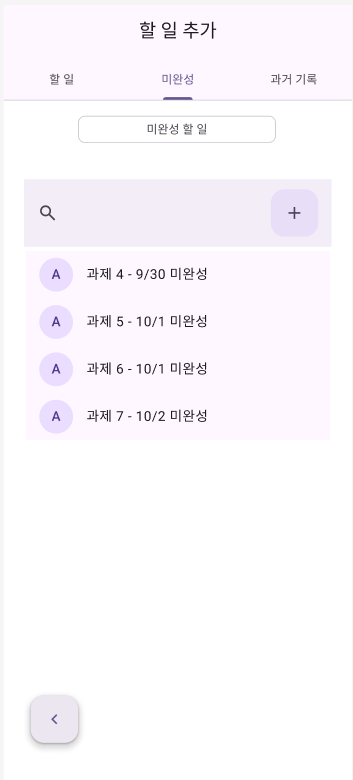 할 일 추가
할 일 미완성 과거 기록
미완성 할 일
A 과제 4 - 9/30 미완성
A 과제 5 - 10/1 미완성
A 과제 6 - 10/1 미완성
A 과제 7 - 10/2 미완성